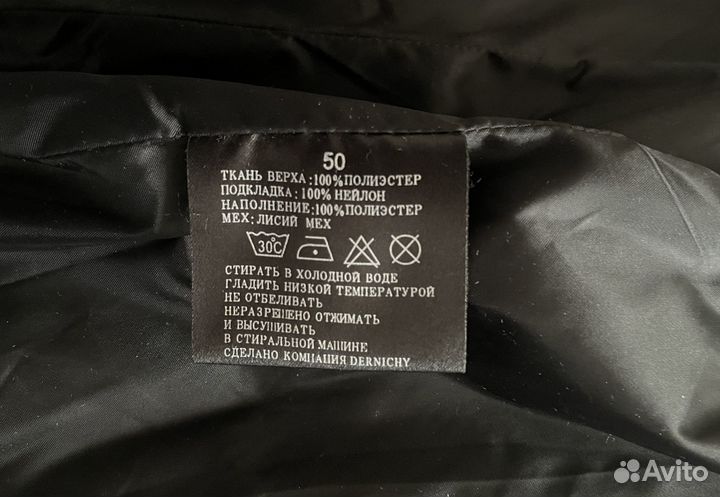 50
ТКАНЬ ВЕРХА:100%ПОЛИЭСТЕР
ПОДКЛАДКА:100% НЕЙЛОН
НАПОЛНЕНИЕ:100%ПОЛИЭСТЕР
МЕХ:ЛИСИЙ МЕХ
30C
СТИРАТЬ В ХОЛОДНОЙ ВОДЕ
ГЛАДИТЬ НИЗКОЙ ТЕМПЕРАТУРОЙ
НЕ ОТБЕЛИВАТЬ
НЕРАЗРЕШЕНО ОТЖИМАТЬ
И ВЫСУШИВАТЬ
В СТИРАЛЬНОЙ МАШИНЕ
СДЕЛАНО КОМПАНИЯ DERNICHY
Avito